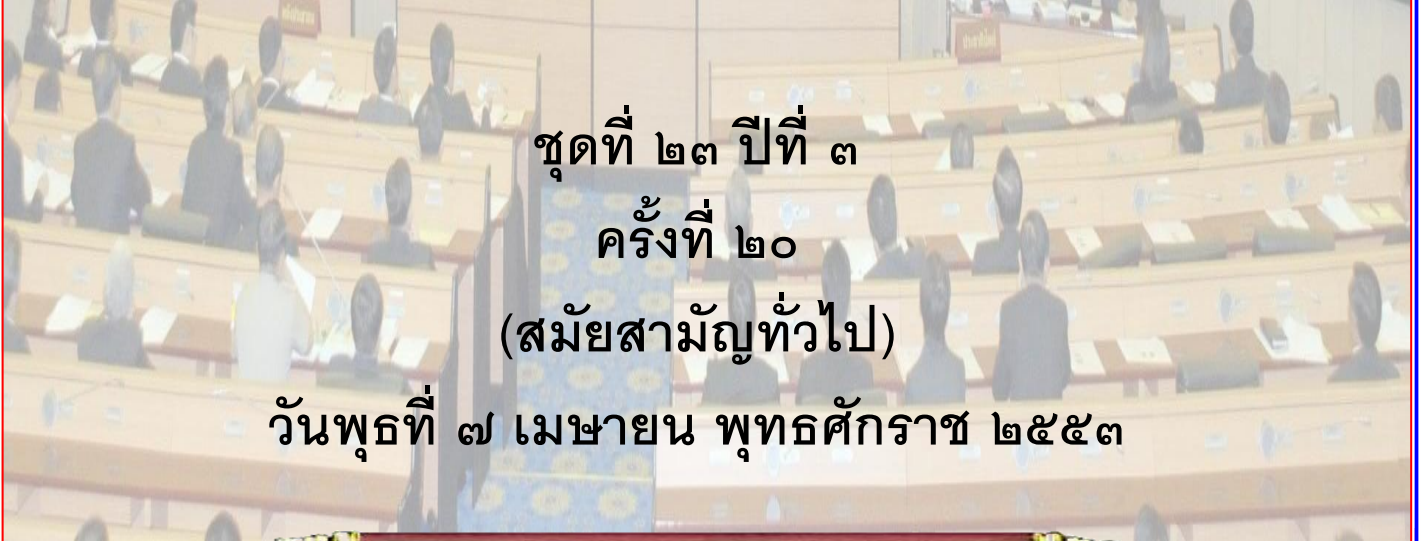 ชุดที่ ๒๓ ปีที่ ๓
ครั้งที่ ๒๐
(สมัยสามัญทั่วไป)
วันพุธที่ ๗ เมษายน พุทธศักราช ๒๕๕๓